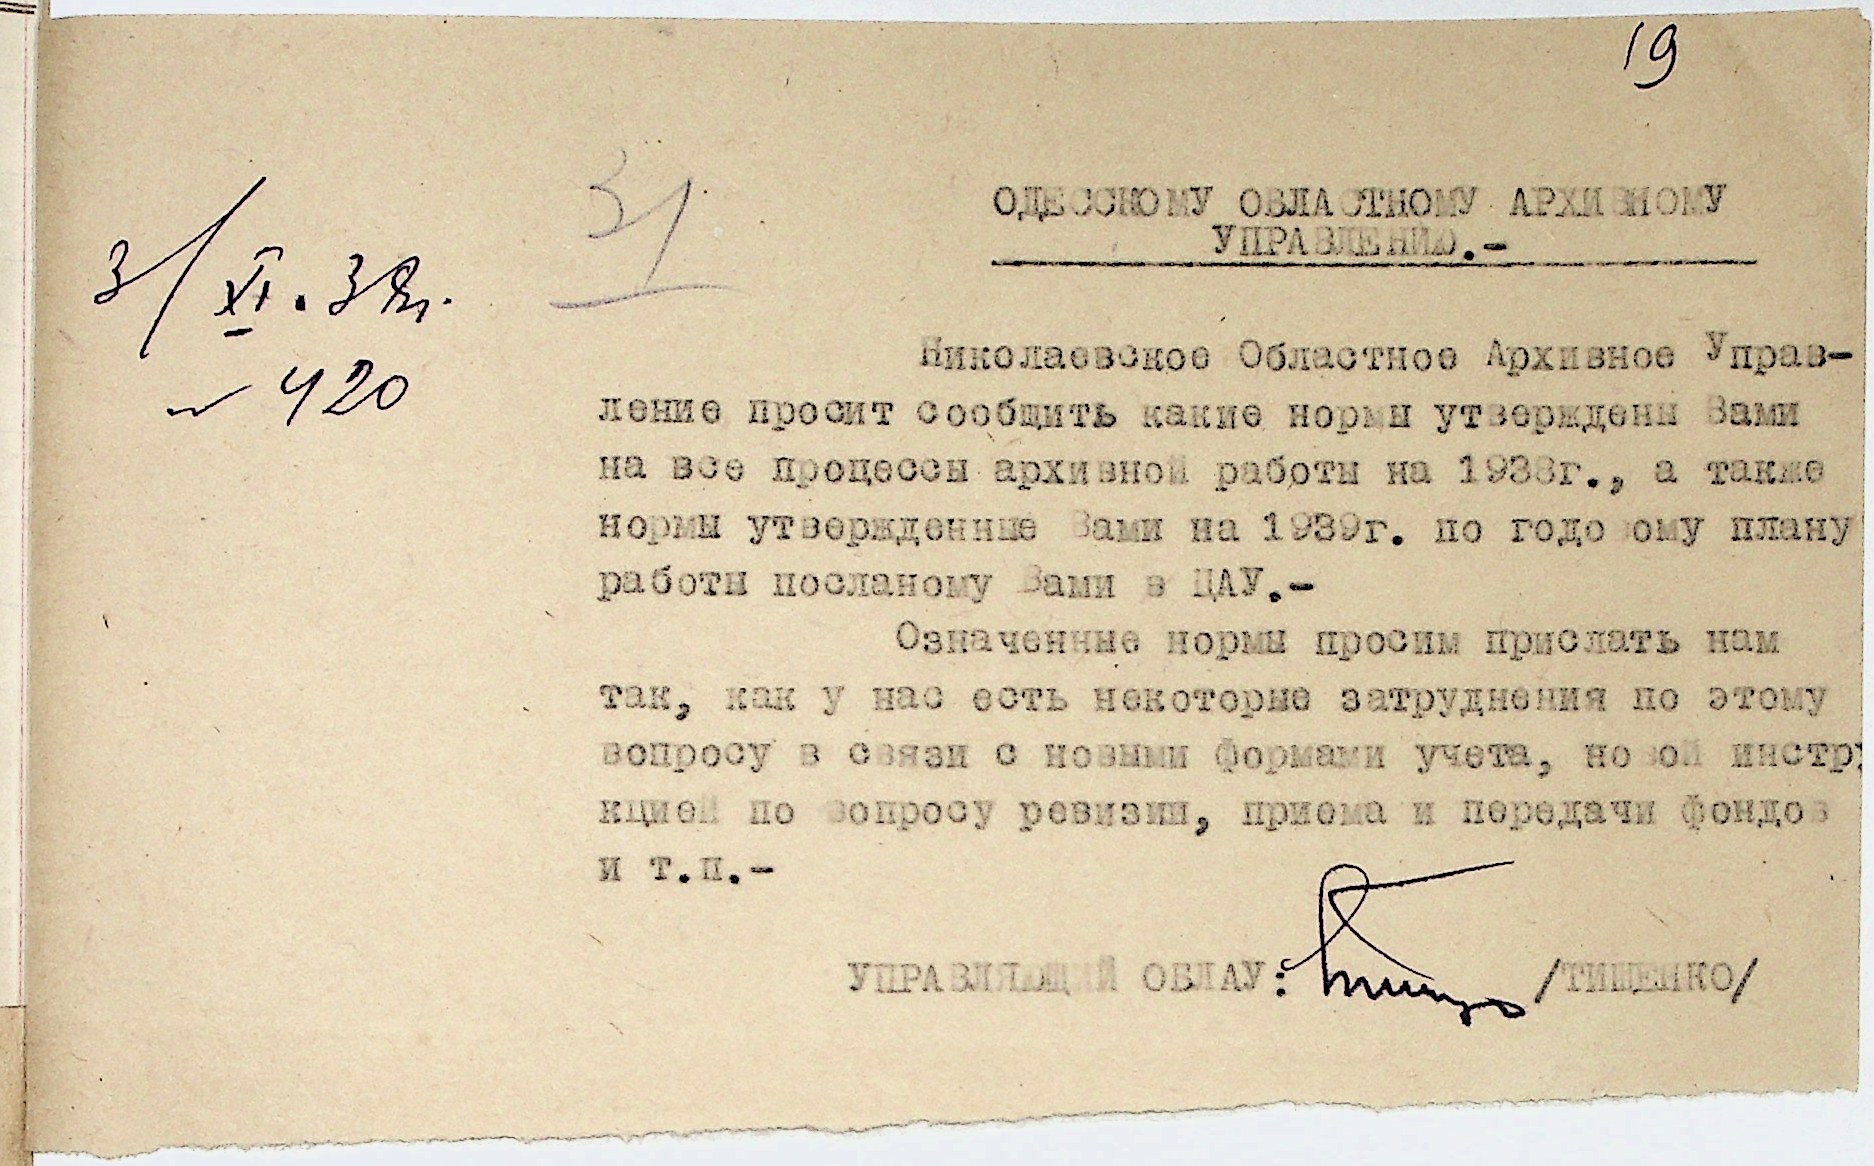 19
3/XI.38г.
420
31
ОДЕССКОМУ ОБЛАСТНОМУ АРХИВНОМУ
УПРАВЛЕНИЮ.-
Николаевское Областное Архивное Управ-
ление просит сообщить какие нормы утверждены Вами
на все процессы архивной работы на 1938г., а также
нормы утвержденные Вами на 1939г. по годовому плану
работы посланому Вами в ЦАУ.-
Означенные нормы просим прислать нам
так, как у нас есть некоторые затруднения по этому
вопросу в связи с новыми формами учета, новой инстру
кцией по вопросу ревизии, приема и передачи фондов
и т.п.-
УПРАВЛЯЮЩИЙ ОБЛАУ: /ТИЩЕНКО/